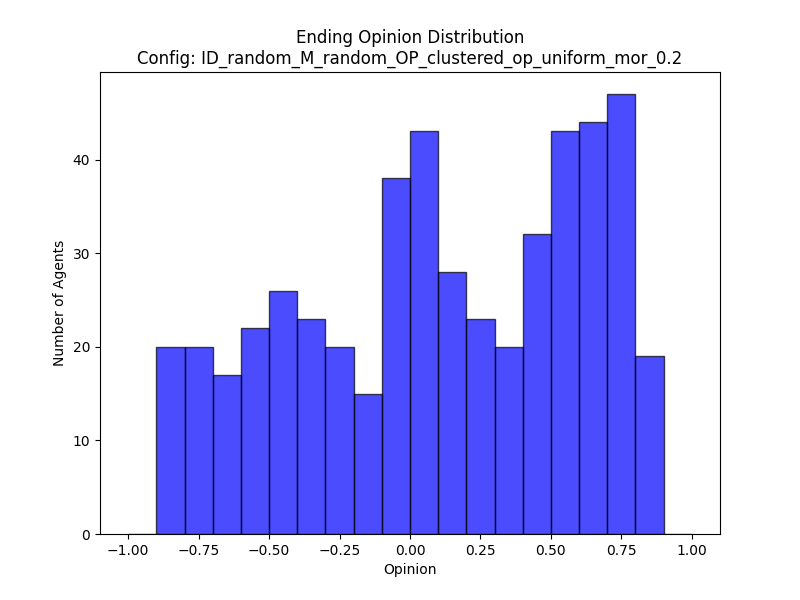 Ending Opinion Distribution
Config: ID_random_M_random_OP_clustered_op_uniform_mor_0.2
Number of Agents
40
30
20
10
0
−1.00 −0.75 −0.50 −0.25 0.00 0.25 0.50 0.75 1.00
Opinion